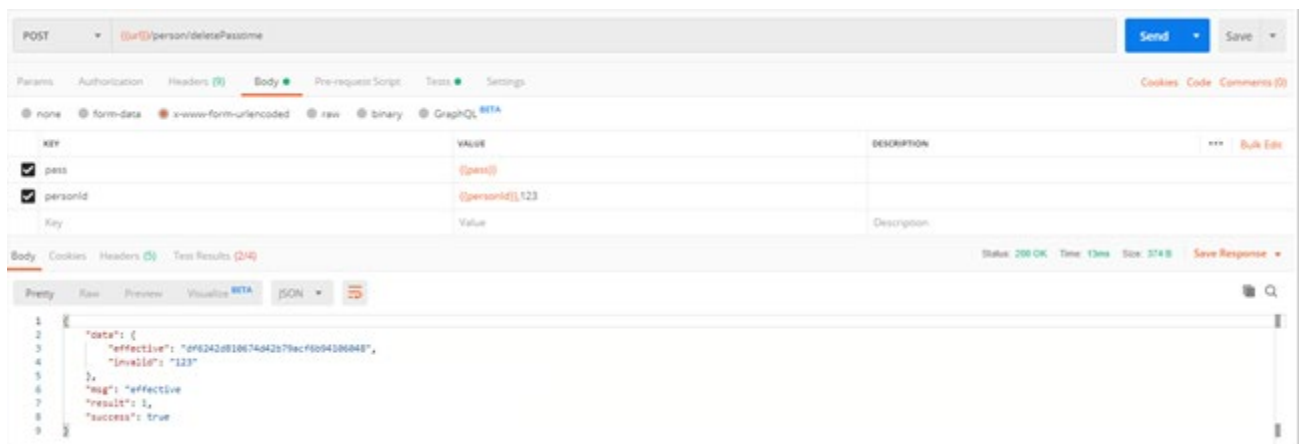 POST {{url}}/person/deletePasstime Send Save
Params Authorization Headers (9) Body Pre-request Script Tests Settings Cookies Code Comments (0)
none form-data x-www-form-urlencoded raw binary GraphQL BETA
KEY VALUE DESCRIPTION ••• Bulk Edit
pass {{pass}}
personId {{personId}},123
Key Value Description
Body Cookies Headers (5) Test Results (2/4) Status: 200 OK Time: 13ms Size: 374 B Save Response
Pretty Raw Preview Visualize BETA JSON
1 {
2 "data": {
3 "effective": "df6242d810674d42b79acf6b94106048",
4 "invalid": "123"
5 },
6 "msg": "effective
7 "result": 1,
8 "success": true
9 }